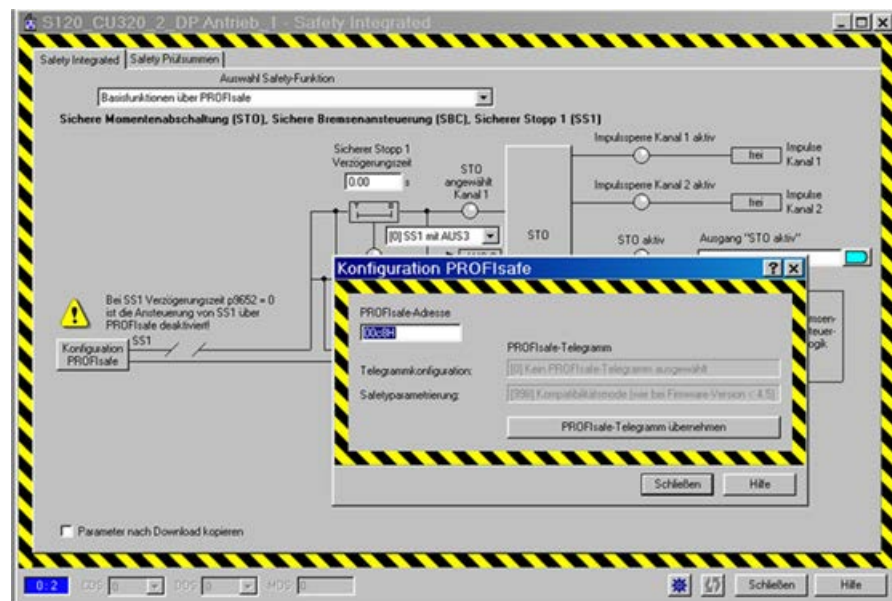 S120_CU320_2_DP.Antrieb_1 - Safety Integrated
Safety Integrated
Safety Prüfsummen
Auswahl Safety-Funktion
Basisfunktionen über PROFIsafe
Sichere Momentenabschaltung (STO), Sichere Bremsenansteuerung (SBC), Sicherer Stopp 1 (SS1)
Sicherer Stopp 1
Verzögerungszeit
0.00 s
STO
angewählt
Kanal 1
[0] SS1 mit AUS3
STO
Impulssperre Kanal 1 aktiv
frei
Impulse
Kanal 1
Impulssperre Kanal 2 aktiv
frei
Impulse
Kanal 2
STO aktiv
Ausgang "STO aktiv"
Bei SS1 Verzögerungszeit p9652 = 0
ist die Ansteuerung von SS1 über
PROFIsafe deaktiviert!
Konfiguration
PROFIsafe
SS1
Konfiguration PROFIsafe
PROFIsafe-Adresse
00c8H
PROFIsafe-Telegramm
Telegrammkonfiguration:
[0] Kein PROFIsafe-Telegramm ausgewählt
Safetyparametrierung:
[998] Kompatibilitätsmode (wie bei Firmware-Version < 4.5)
PROFIsafe-Telegramm übernehmen
Schließen
Hilfe
Parameter nach Download kopieren
0:2
CDS: 0
DDS: 0
MDS: 0
Schließen
Hilfe